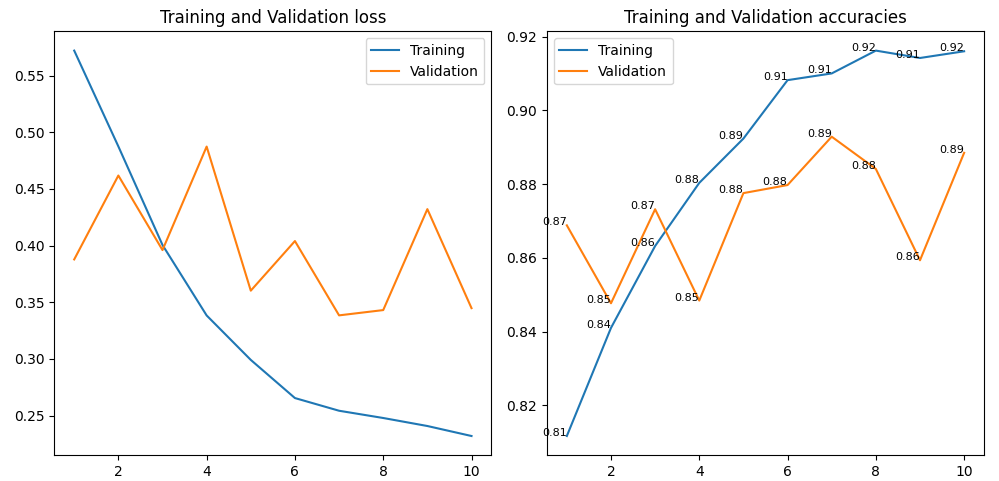 Training and Validation loss
Training
Validation
0.55
0.50
0.45
0.40
0.35
0.30
0.25
2 4 6 8 10
Training and Validation accuracies
Training
Validation
0.92
0.90
0.88
0.86
0.84
0.82
0.81 0.84 0.86 0.88 0.89 0.91 0.91 0.92 0.91 0.92
0.87 0.85 0.87 0.85 0.88 0.88 0.89 0.88 0.86 0.89
2 4 6 8 10